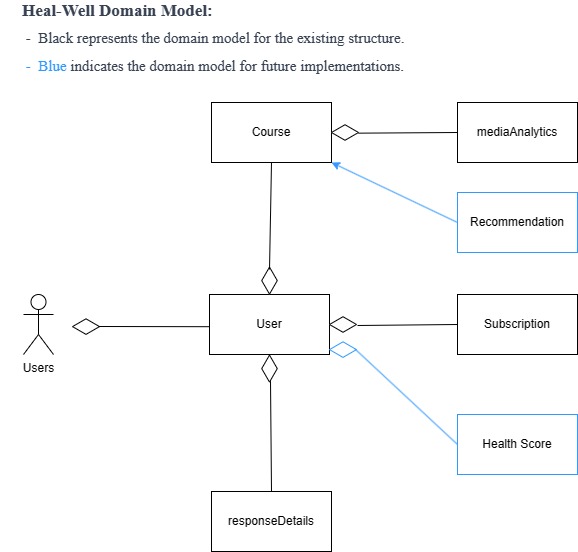 Heal-Well Domain Model:
- Black represents the domain model for the existing structure.
- Blue indicates the domain model for future implementations.
Course
mediaAnalytics
Recommendation
User
Subscription
Users
Health Score
responseDetails